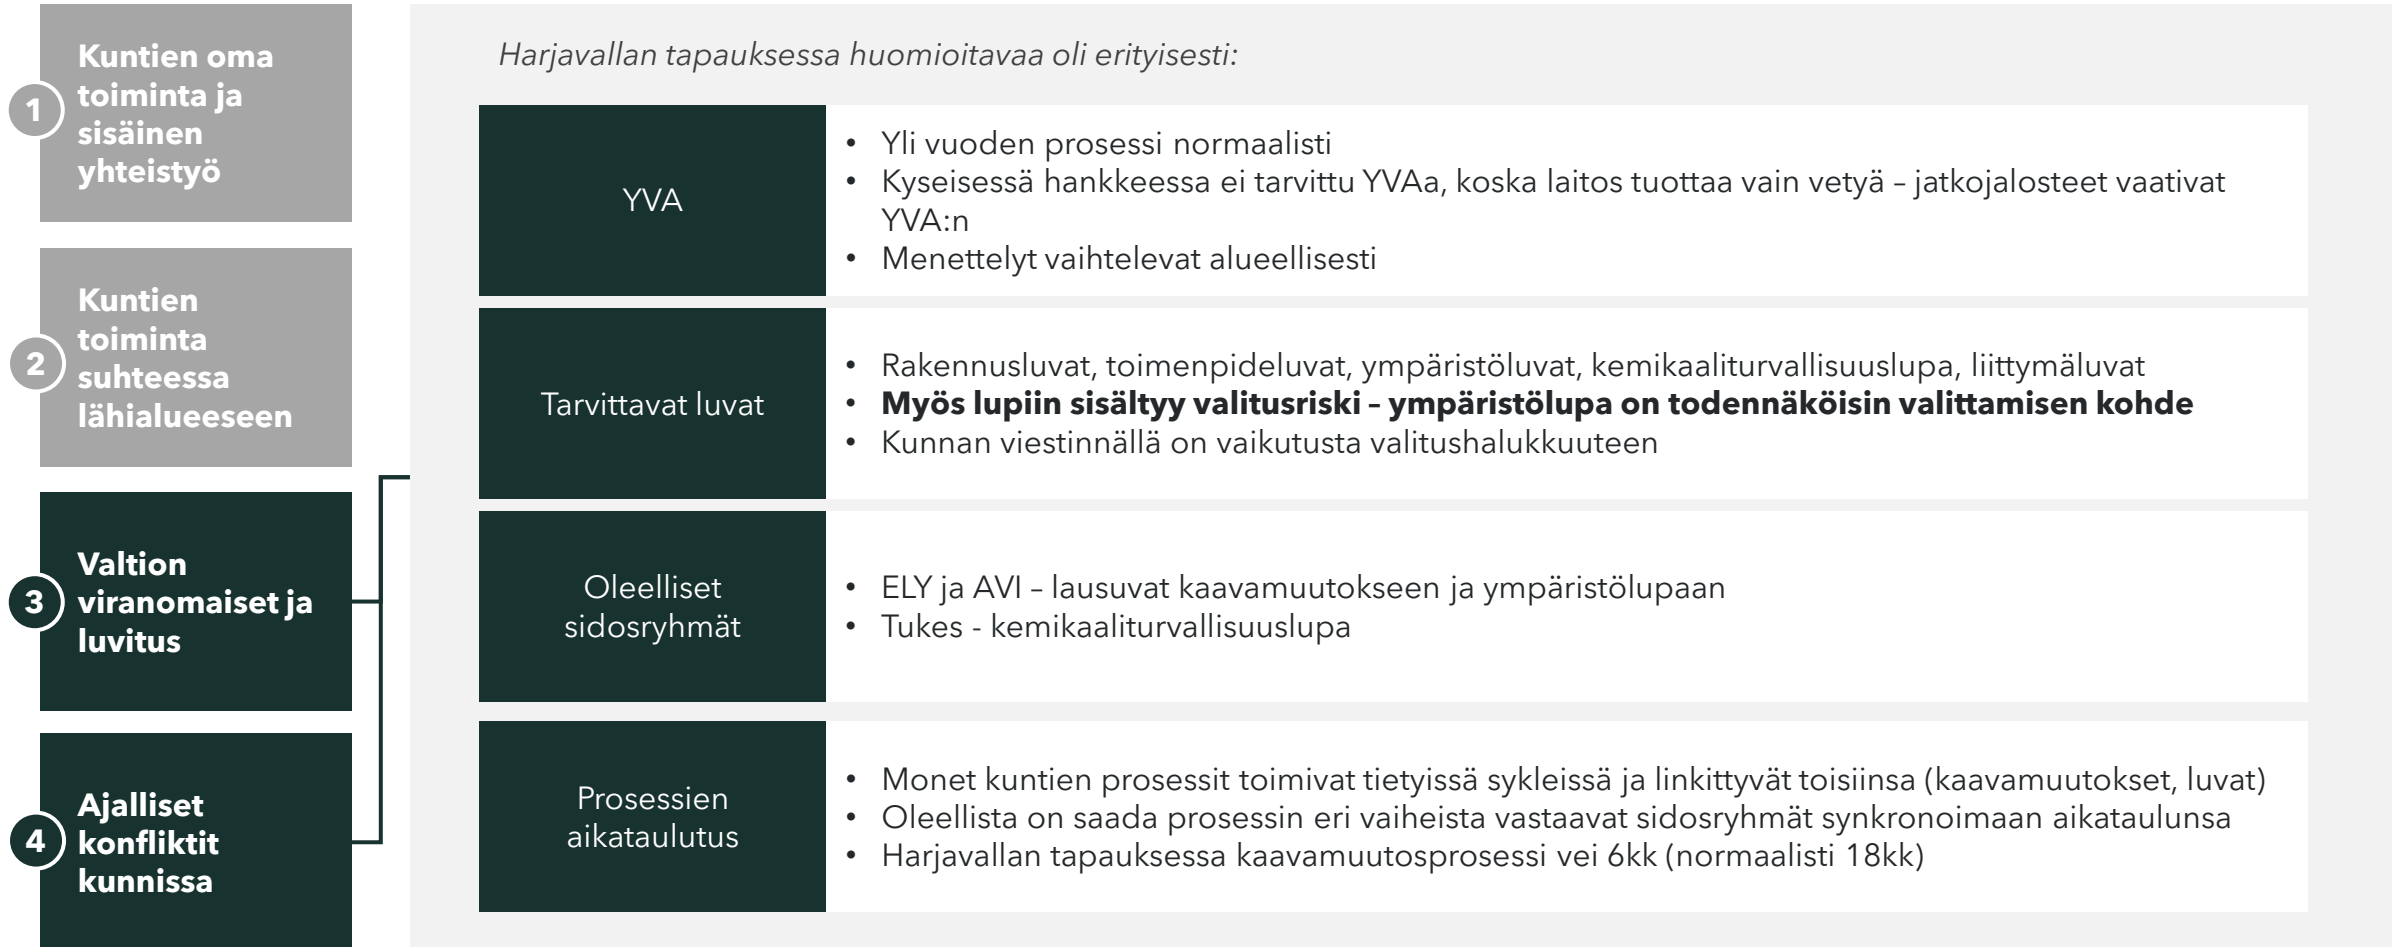 Kuntien oma
toiminta ja
sisäinen
yhteistyö
1
Kuntien
toiminta
suhteessa
lähialueeseen
2
Valtion
viranomaiset ja
luvitus
3
Ajalliset
konfliktit
kunnissa
4
Harjavallan tapauksessa huomioitavaa oli erityisesti:
YVA
• Yli vuoden prosessi normaalisti
• Kyseisessä hankkeessa ei tarvittu YVAa, koska laitos tuottaa vain vetyä – jatkojalosteet vaativat
YVA:n
• Menettelyt vaihtelevat alueellisesti
Tarvittavat luvat
• Rakennusluvat, toimenpideluvat, ympäristöluvat, kemikaaliturvallisuuslupa, liittymäluvat
• Myös lupiin sisältyy valitusriski – ympäristölupa on todennäköisin valittamisen kohde
• Kunnan viestinnällä on vaikutusta valitushalukkuuteen
Oleelliset
sidosryhmät
• ELY ja AVI – lausuvat kaavamuutokseen ja ympäristölupaan
• Tukes - kemikaaliturvallisuuslupa
Prosessien
aikataulutus
• Monet kuntien prosessit toimivat tietyissä sykleissä ja linkittyvät toisiinsa (kaavamuutokset, luvat)
• Oleellista on saada prosessin eri vaiheista vastaavat sidosryhmät synkronoimaan aikataulunsa
• Harjavallan tapauksessa kaavamuutosprosessi vei 6kk (normaalisti 18kk)